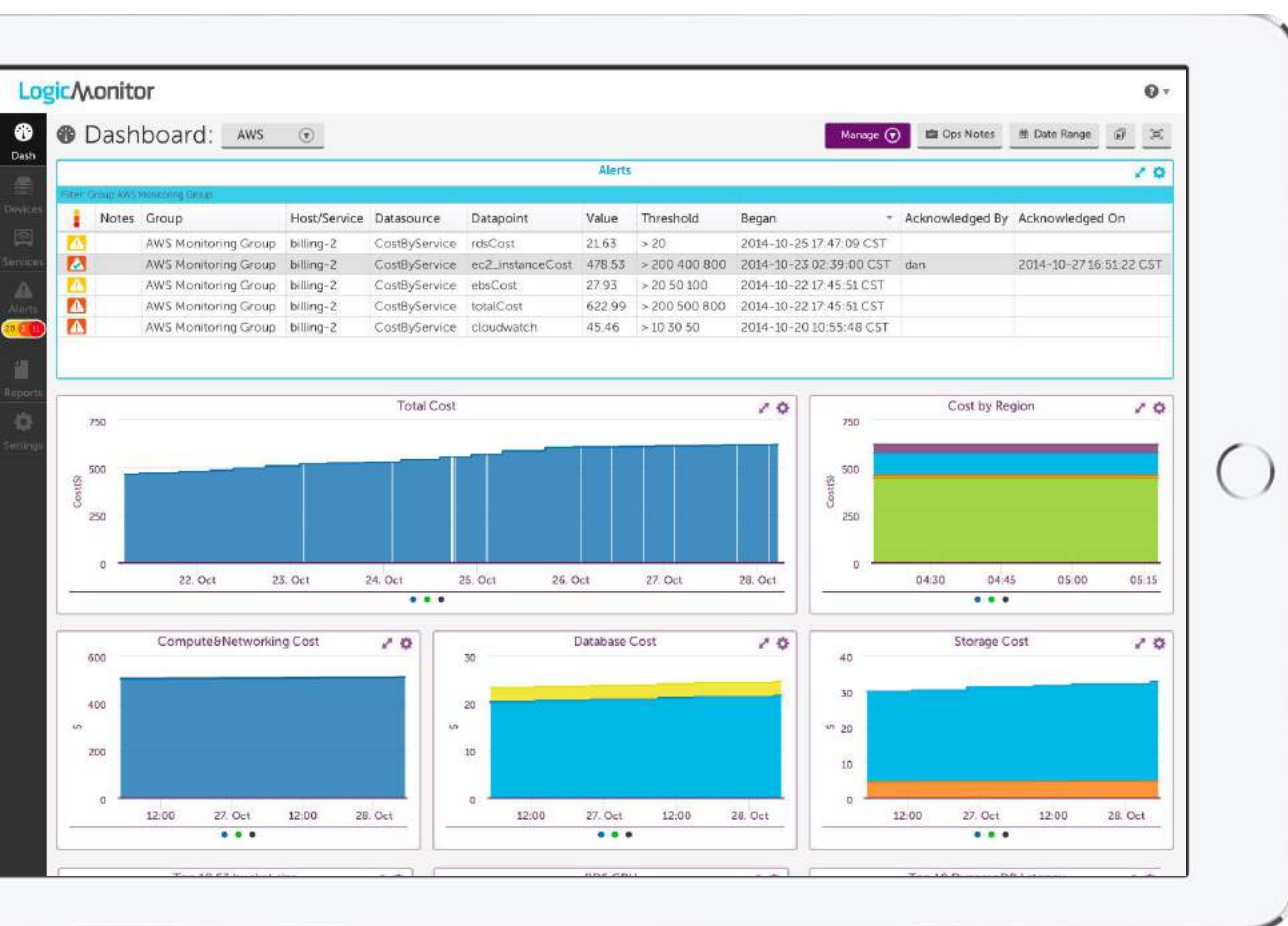 LogicMonitor
Dash
Devices
Services
Alerts
Reports
Settings
Dashboard: AWS
Manage
Ops Notes
Date Range
Alerts
Filter: Group AWS Monitoring Group
Notes Group Host/Service Datasource Datapoint Value Threshold Began Acknowledged By Acknowledged On
AWS Monitoring Group billing-2 CostByService rdsCost 21.63 > 20 2014-10-25 17:47:09 CST
AWS Monitoring Group billing-2 CostByService ec2_instanceCost 478.53 > 200 400 800 2014-10-23 02:39:00 CST dan 2014-10-27 16:51:22 CST
AWS Monitoring Group billing-2 CostByService ebsCost 27.93 > 20 50 100 2014-10-22 17:45:51 CST
AWS Monitoring Group billing-2 CostByService totalCost 622.99 > 200 500 800 2014-10-22 17:45:51 CST
AWS Monitoring Group billing-2 CostByService cloudwatch 45.46 > 10 30 50 2014-10-20 10:55:48 CST
Total Cost
750
500
250
0
Cost($)
22. Oct 23. Oct 24. Oct 25. Oct 26. Oct 27. Oct 28. Oct
Cost by Region
750
500
250
0
Cost($)
04:30 04:45 05:00 05:15
Compute&Networking Cost
600
400
200
0
$
12:00 27. Oct 12:00 28. Oct
Database Cost
30
20
10
0
$
12:00 27. Oct 12:00 28. Oct
Storage Cost
40
30
20
10
0
$
12:00 27. Oct 12:00 28. Oct